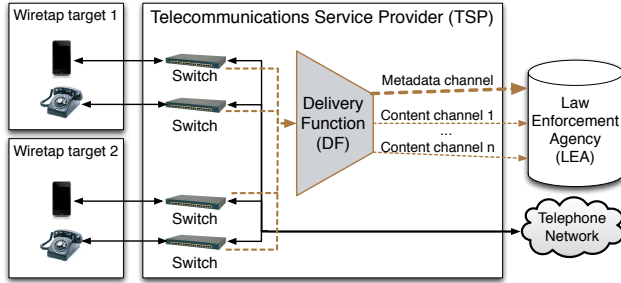 Wiretap target 1
Telecommunications Service Provider (TSP)
Switch
Switch
Delivery
Function
(DF)
Metadata channel
Content channel 1
...
Content channel n
Law
Enforcement
Agency
(LEA)
Wiretap target 2
Switch
Switch
Telephone
Network